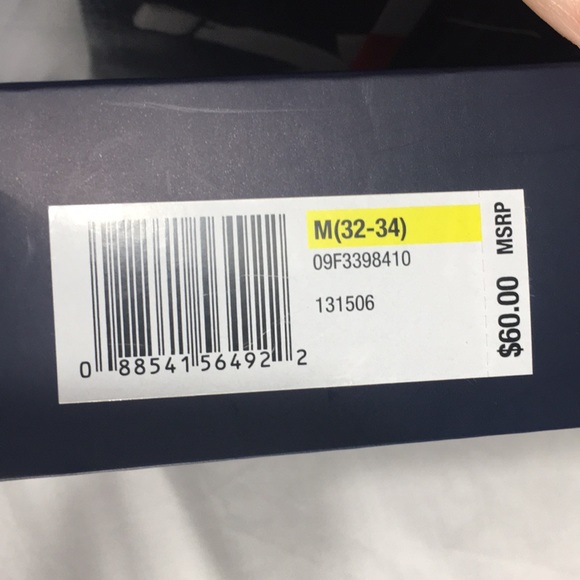 M(32-34)
09F3398410
131506
0 88541 56492 2
$60.00 MSRP